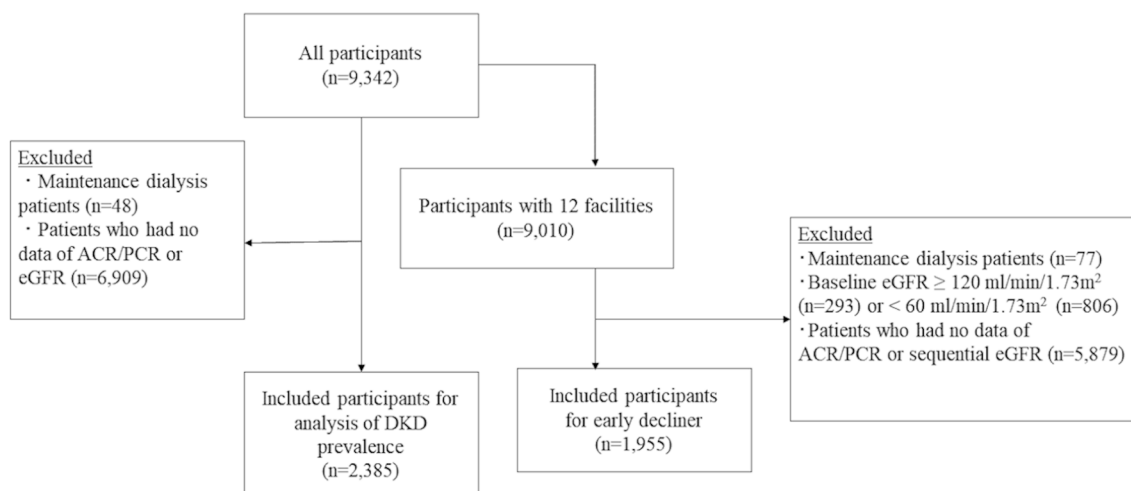 All participants
(n=9,342)
Excluded
・Maintenance dialysis
patients (n=48)
・Patients who had no
data of ACR/PCR or
eGFR (n=6,909)
Participants with 12 facilities
(n=9,010)
Excluded
・Maintenance dialysis patients (n=77)
・Baseline eGFR ≥ 120 ml/min/1.73m²
(n=293) or < 60 ml/min/1.73m² (n=806)
・Patients who had no data of
ACR/PCR or sequential eGFR (n=5,879)
Included participants for
analysis of DKD
prevalence
(n=2,385)
Included participants
for early decliner
(n=1,955)